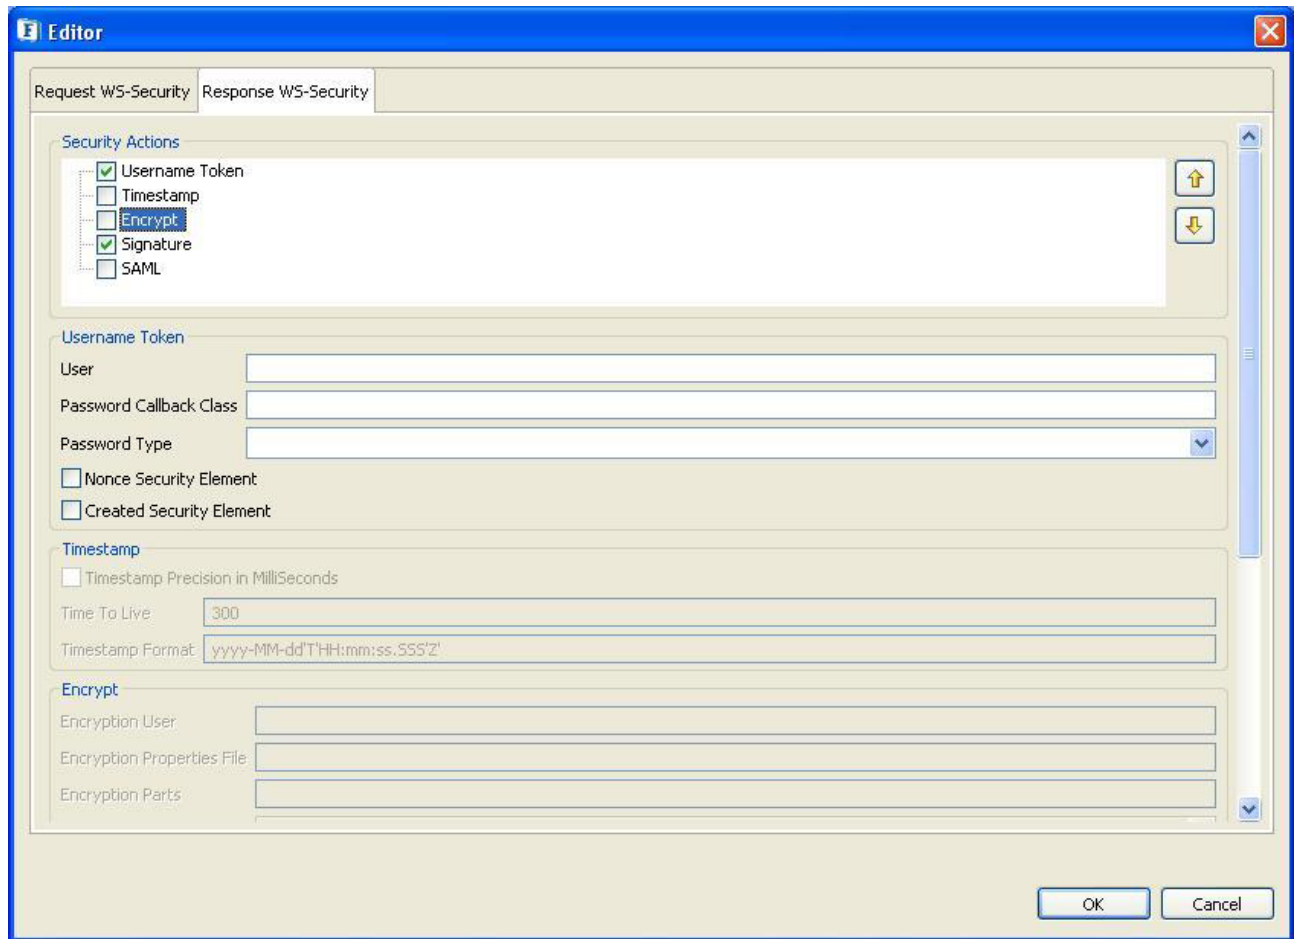 Editor
Request WS-Security Response WS-Security
Security Actions
Username Token
Timestamp
Encrypt
Signature
SAML
Username Token
User
Password Callback Class
Password Type
Nonce Security Element
Created Security Element
Timestamp
Timestamp Precision in MilliSeconds
Time To Live 300
Timestamp Format yyyy-MM-dd'T'HH:mm:ss.SSS'Z'
Encrypt
Encryption User
Encryption Properties File
Encryption Parts
OK Cancel